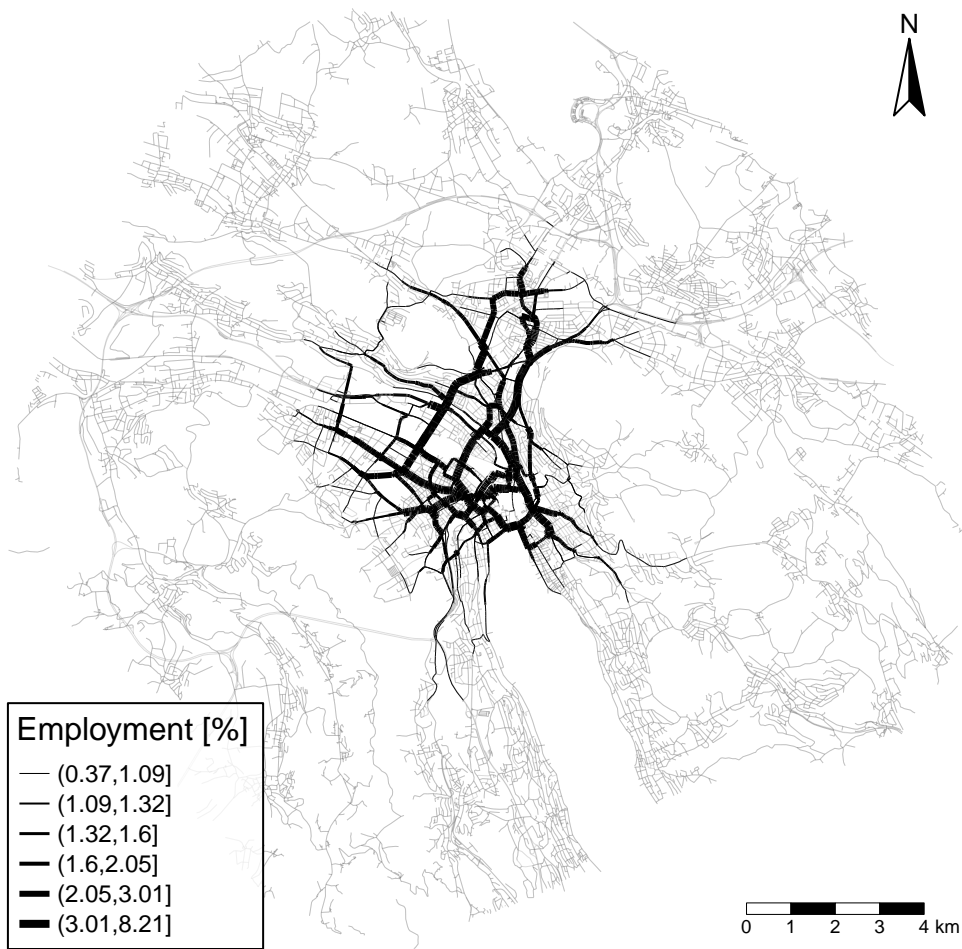 N
Employment [%]
(0.37,1.09]
(1.09,1.32]
(1.32,1.6]
(1.6,2.05]
(2.05,3.01]
(3.01,8.21]
0 1 2 3 4 km